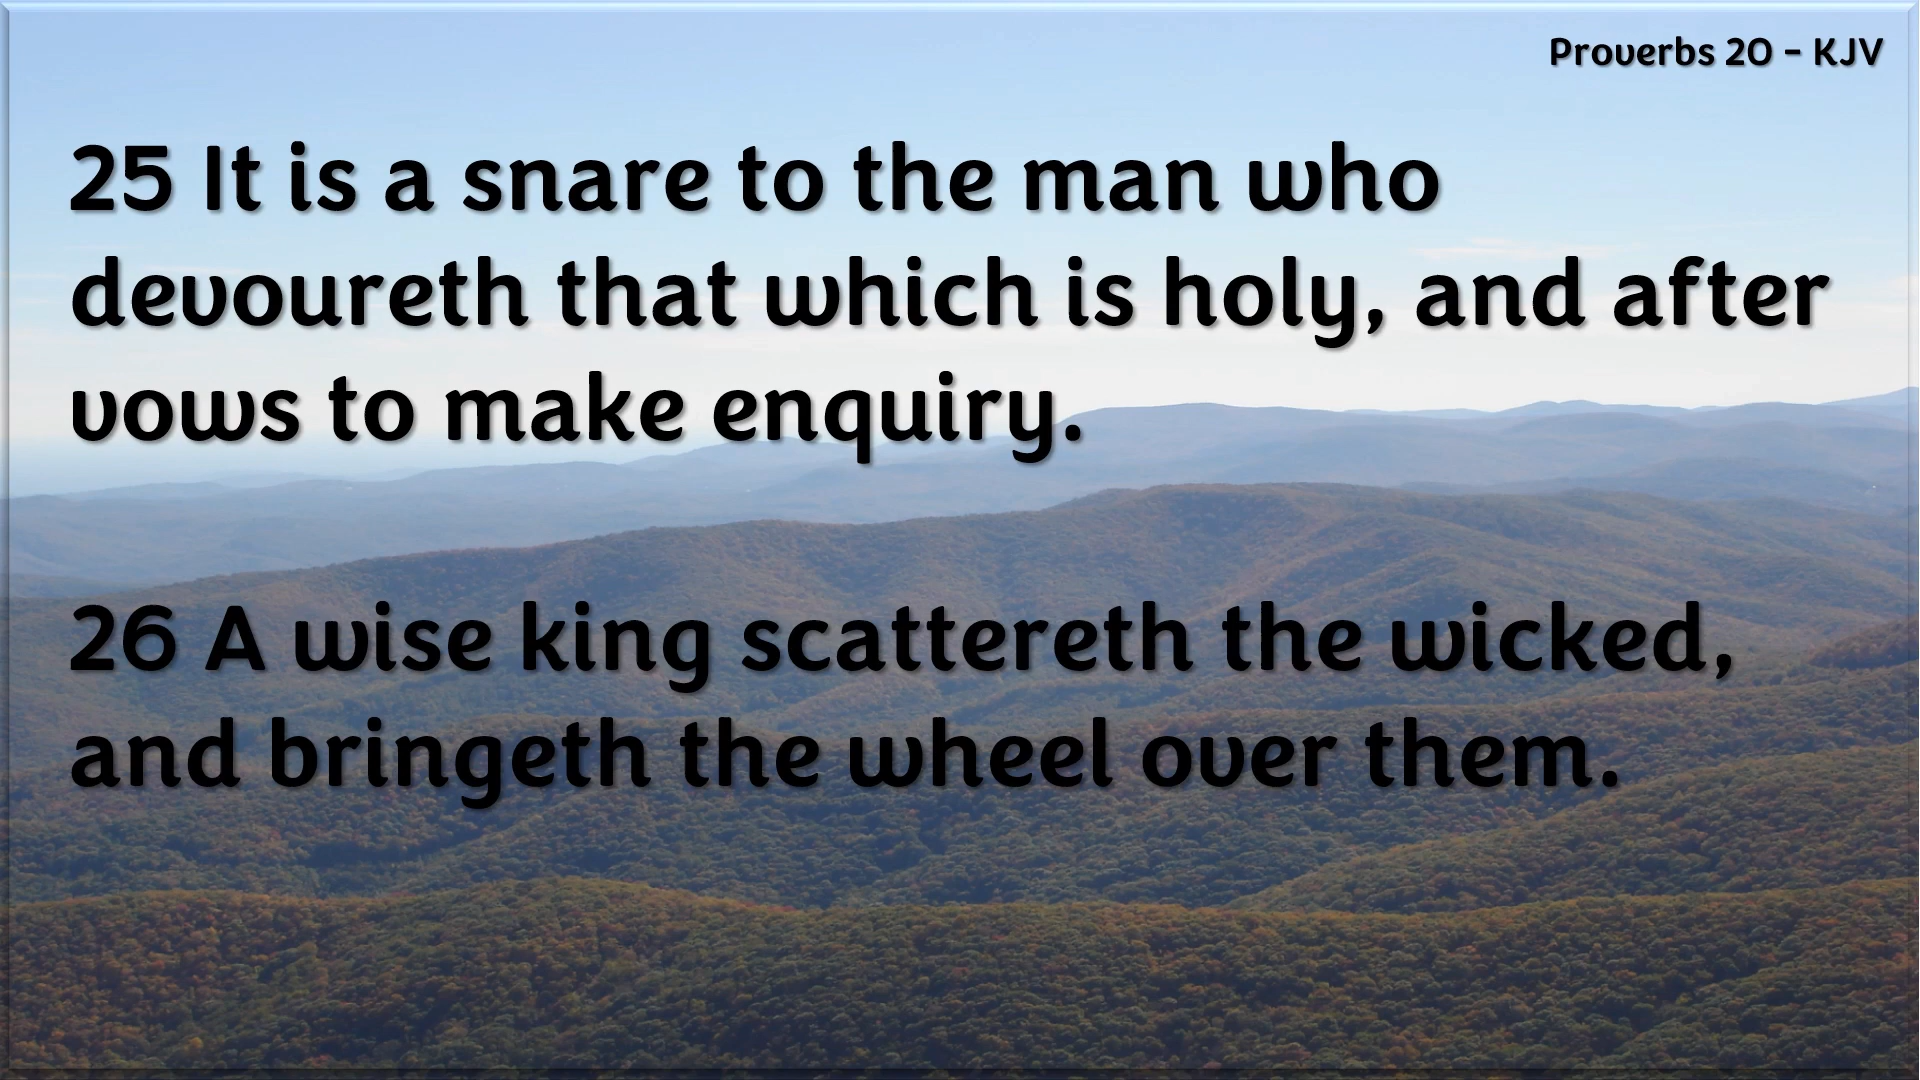 Proverbs 20 - KJV
25 It is a snare to the man who
devoureth that which is holy, and after
vows to make enquiry.
26 A wise king scattereth the wicked,
and bringeth the wheel over them.